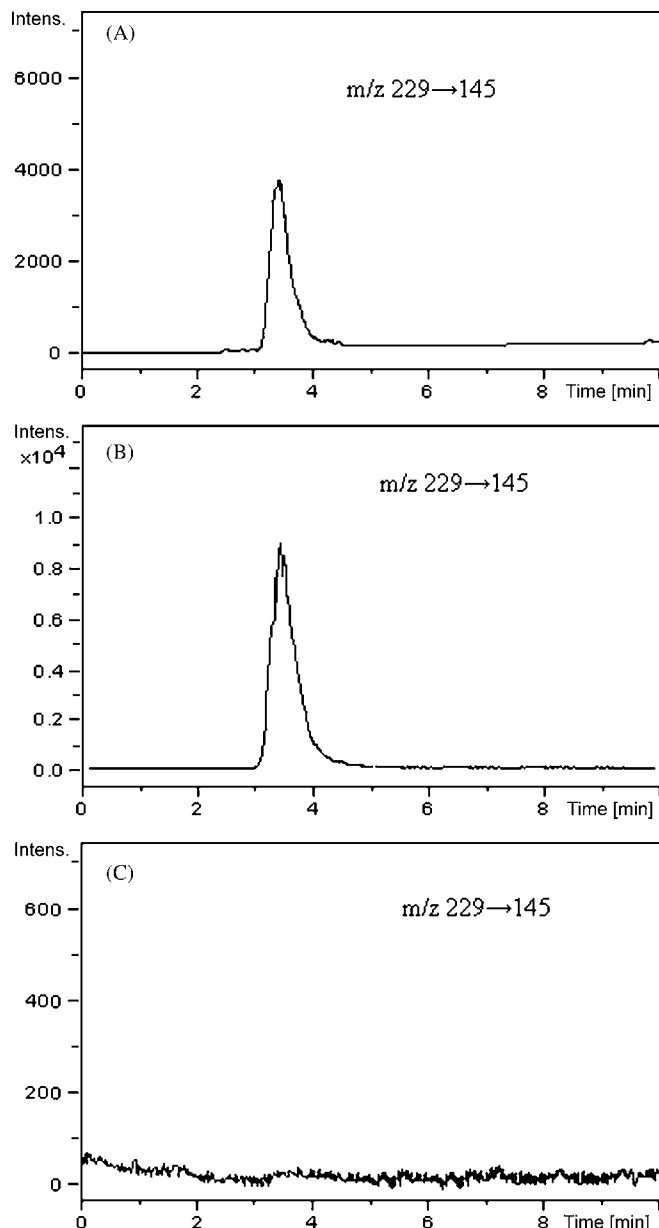 Intens.
(A)
m/z 229→145
6000
4000
2000
0
0 2 4 6 8 Time [min]
Intens.
×10⁴
(B)
m/z 229→145
1.0
0.8
0.6
0.4
0.2
0.0
0 2 4 6 8 Time [min]
Intens.
(C)
m/z 229→145
600
400
200
0
0 2 4 6 8 Time [min]